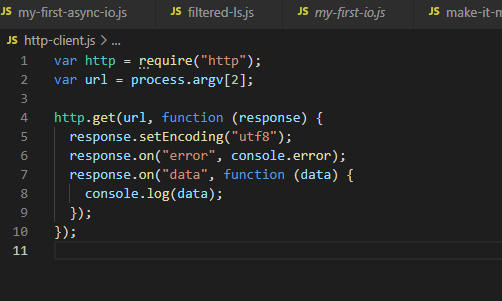 JS my-first-async-io.js JS filtered-ls.js JS my-first-io.js JS make-it-m
JS http-client.js > ...
1 var http = require("http");
2 var url = process.argv[2];
3
4 http.get(url, function (response) {
5 response.setEncoding("utf8");
6 response.on("error", console.error);
7 response.on("data", function (data) {
8 console.log(data);
9 });
10 });
11